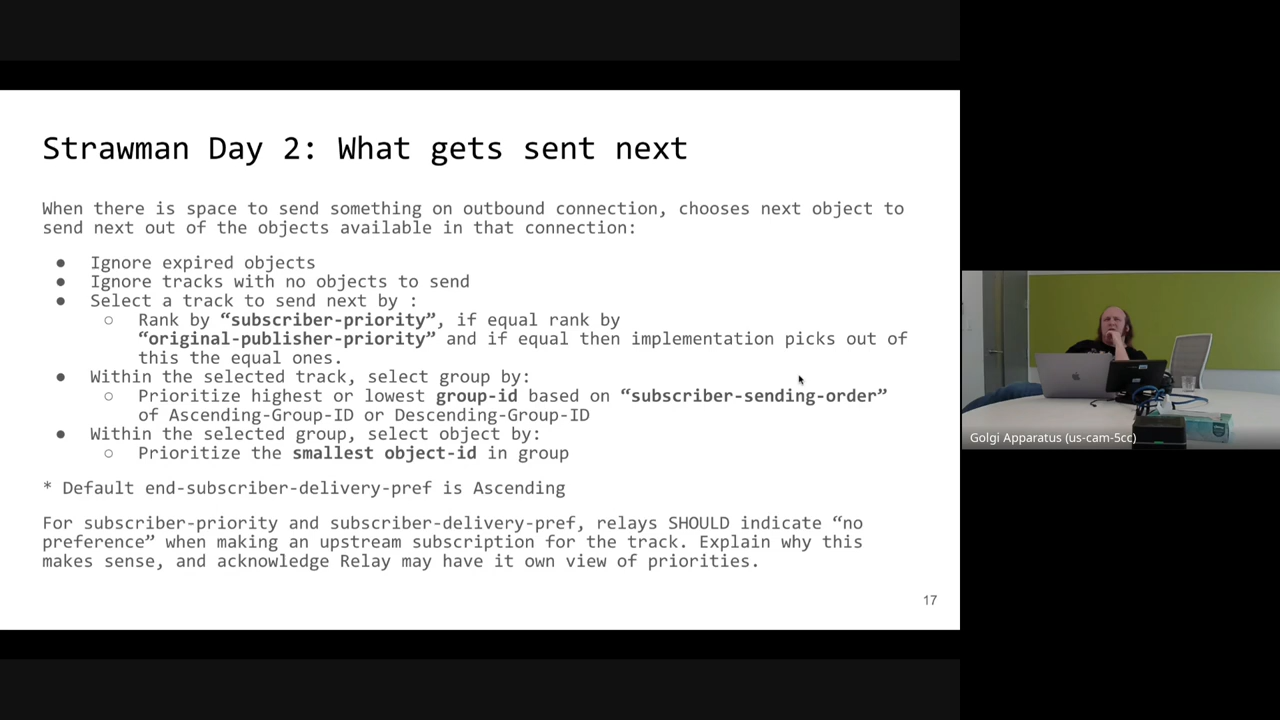 Strawman Day 2: What gets sent next
When there is space to send something on outbound connection, chooses next object to
send next out of the objects available in that connection:
● Ignore expired objects
● Ignore tracks with no objects to send
● Select a track to send next by :
○ Rank by “subscriber-priority”, if equal rank by
“original-publisher-priority” and if equal then implementation picks out of
this the equal ones.
● Within the selected track, select group by:
○ Prioritize highest or lowest group-id based on “subscriber-sending-order”
of Ascending-Group-ID or Descending-Group-ID
● Within the selected group, select object by:
○ Prioritize the smallest object-id in group
* Default end-subscriber-delivery-pref is Ascending
For subscriber-priority and subscriber-delivery-pref, relays SHOULD indicate “no
preference” when making an upstream subscription for the track. Explain why this
makes sense, and acknowledge Relay may have it own view of priorities.
17
Golgi Apparatus (us-cam-5cc)